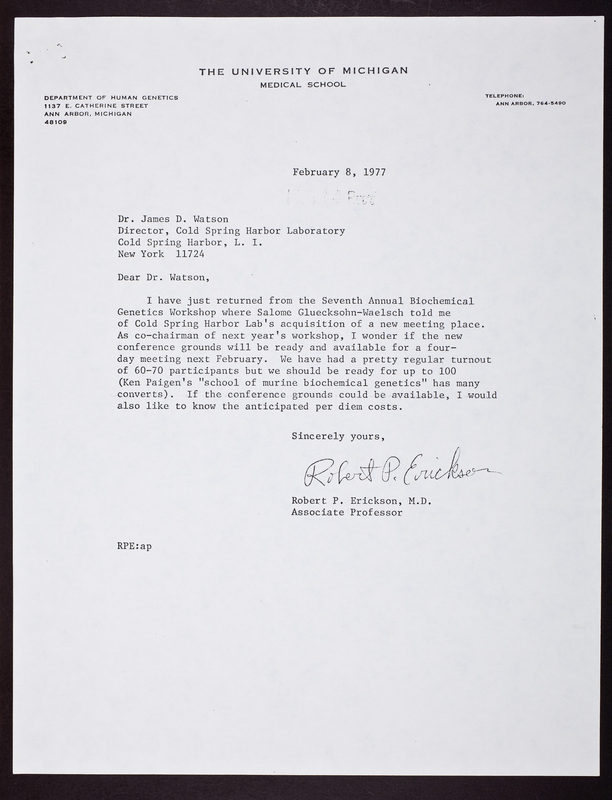 THE UNIVERSITY OF MICHIGAN
MEDICAL SCHOOL
DEPARTMENT OF HUMAN GENETICS
1137 E. CATHERINE STREET
ANN ARBOR, MICHIGAN
48109
TELEPHONE:
ANN ARBOR, 764-5490
February 8, 1977
Dr. James D. Watson
Director, Cold Spring Harbor Laboratory
Cold Spring Harbor, L. I.
New York  11724
Dear Dr. Watson,
I have just returned from the Seventh Annual Biochemical
Genetics Workshop where Salome Gluecksohn-Waelsch told me
of Cold Spring Harbor Lab's acquisition of a new meeting place.
As co-chairman of next year's workshop, I wonder if the new
conference grounds will be ready and available for a four-
day meeting next February.  We have had a pretty regular turnout
of 60-70 participants but we should be ready for up to 100
(Ken Paigen's "school of murine biochemical genetics" has many
converts).  If the conference grounds could be available, I would
also like to know the anticipated per diem costs.
Sincerely yours,
Robert P. Erickson
Robert P. Erickson, M.D.
Associate Professor
RPE:ap